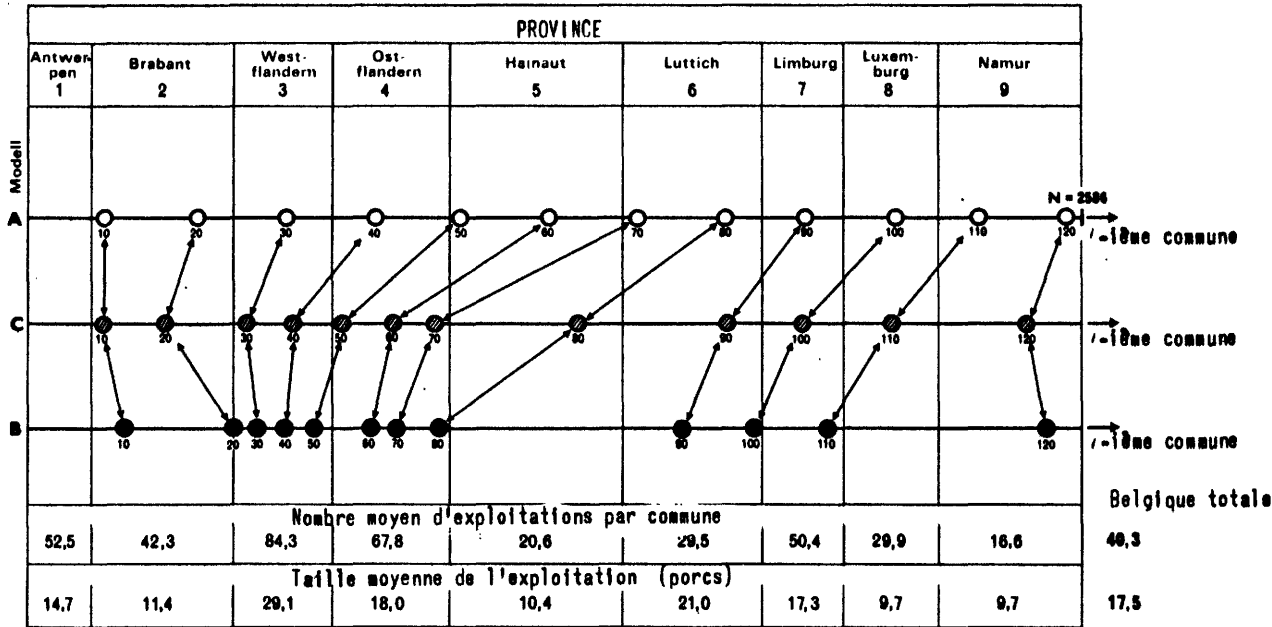 PROVINCE
Antwer- Brabant West- Ost- Hainaut Luttich Limburg Luxem- Namur
pen flandern flandern burg
1 2 3 4 5 6 7 8 9
Modell
N = 2586
A
10 20 30 40 50 60 70 80 90 100 110 120
i-ième commune
C
10 20 30 40 50 60 70 80 90 100 110 120
i-ième commune
B
10 20 30 40 50 60 70 80 90 100 110 120
i-ième commune
Belgique totale
Nombre moyen d'exploitations par commune
52,5 42,3 84,3 67,8 20,6 29,5 50,4 29,9 16,6 40,3
Taille moyenne de l'exploitation (porcs)
14,7 11,4 29,1 18,0 10,4 21,0 17,3 9,7 9,7 17,5